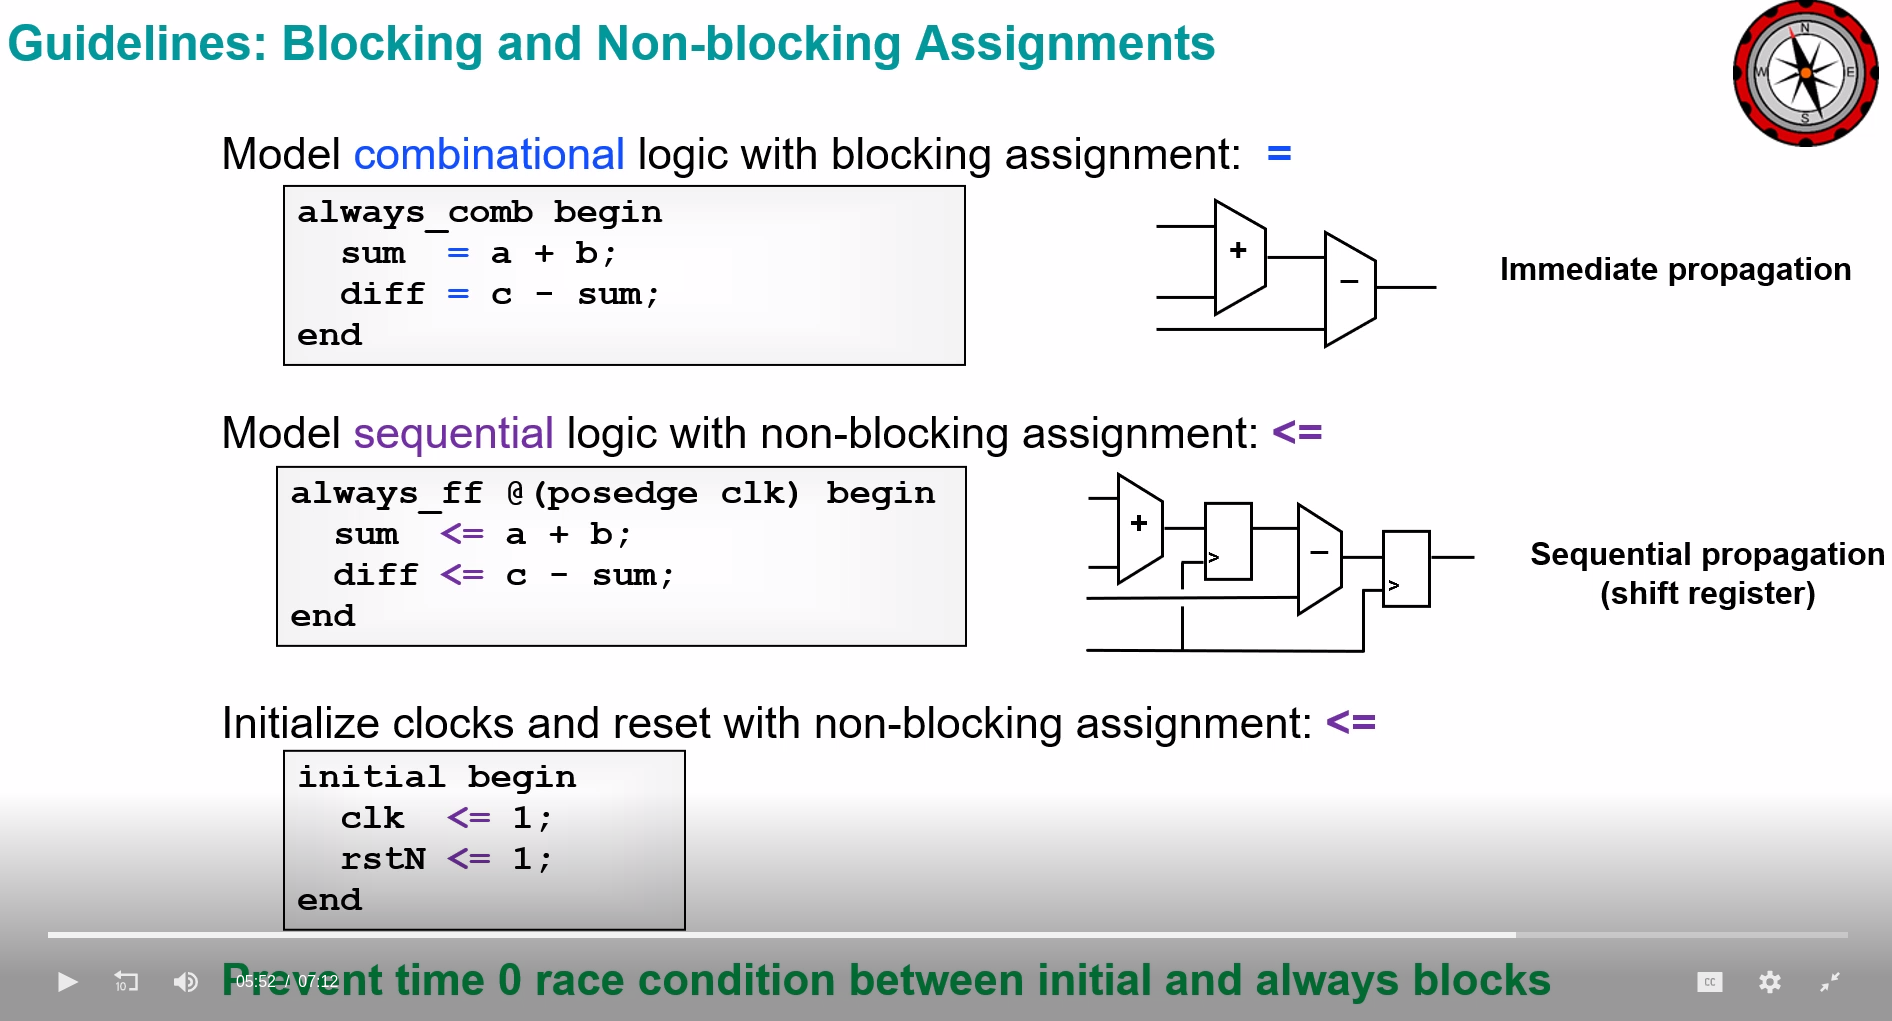 Guidelines: Blocking and Non-blocking Assignments
N
W
E
S
Model combinational logic with blocking assignment: =
always_comb begin
sum = a + b;
diff = c - sum;
end
+
−
Immediate propagation
Model sequential logic with non-blocking assignment: <=
always_ff @(posedge clk) begin
sum <= a + b;
diff <= c - sum;
end
+
>
−
>
Sequential propagation
(shift register)
Initialize clocks and reset with non-blocking assignment: <=
initial begin
clk <= 1;
rstN <= 1;
end
Prevent time 0 race condition between initial and always blocks
10
05:52 / 07:12
CC